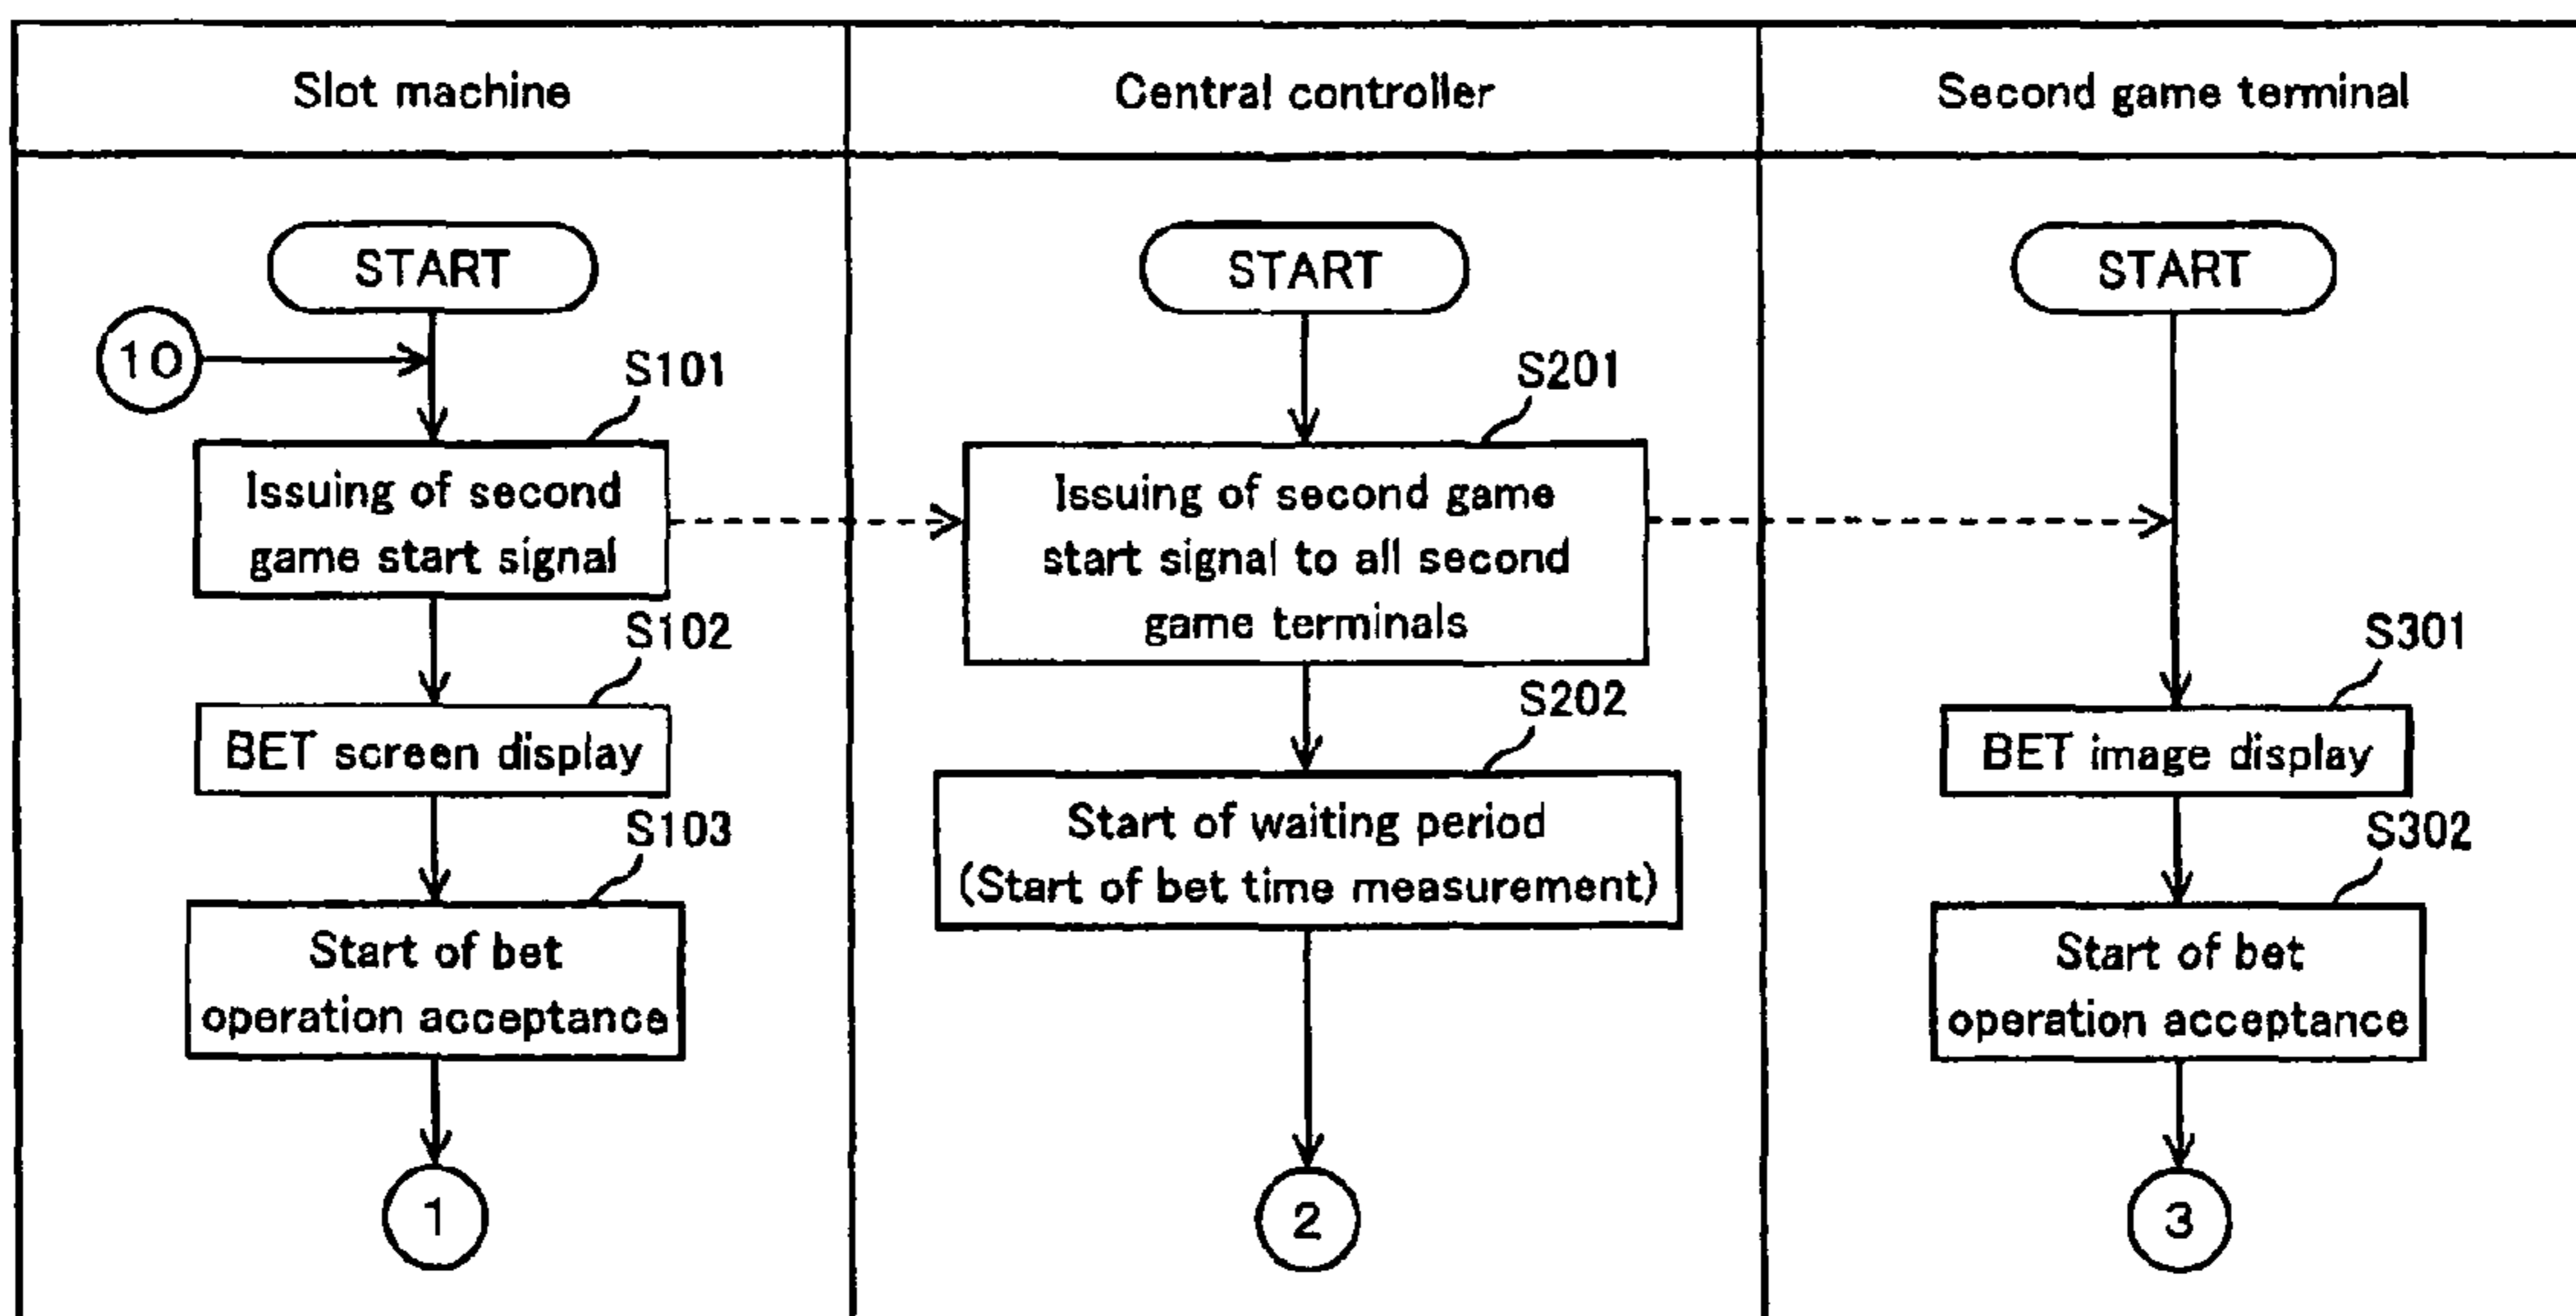 Slot machine
Central controller
Second game terminal
START
10
S101
Issuing of second
game start signal
S102
BET screen display
S103
Start of bet
operation acceptance
1
START
S201
Issuing of second game
start signal to all second
game terminals
S202
Start of waiting period
(Start of bet time measurement)
2
START
S301
BET image display
S302
Start of bet
operation acceptance
3